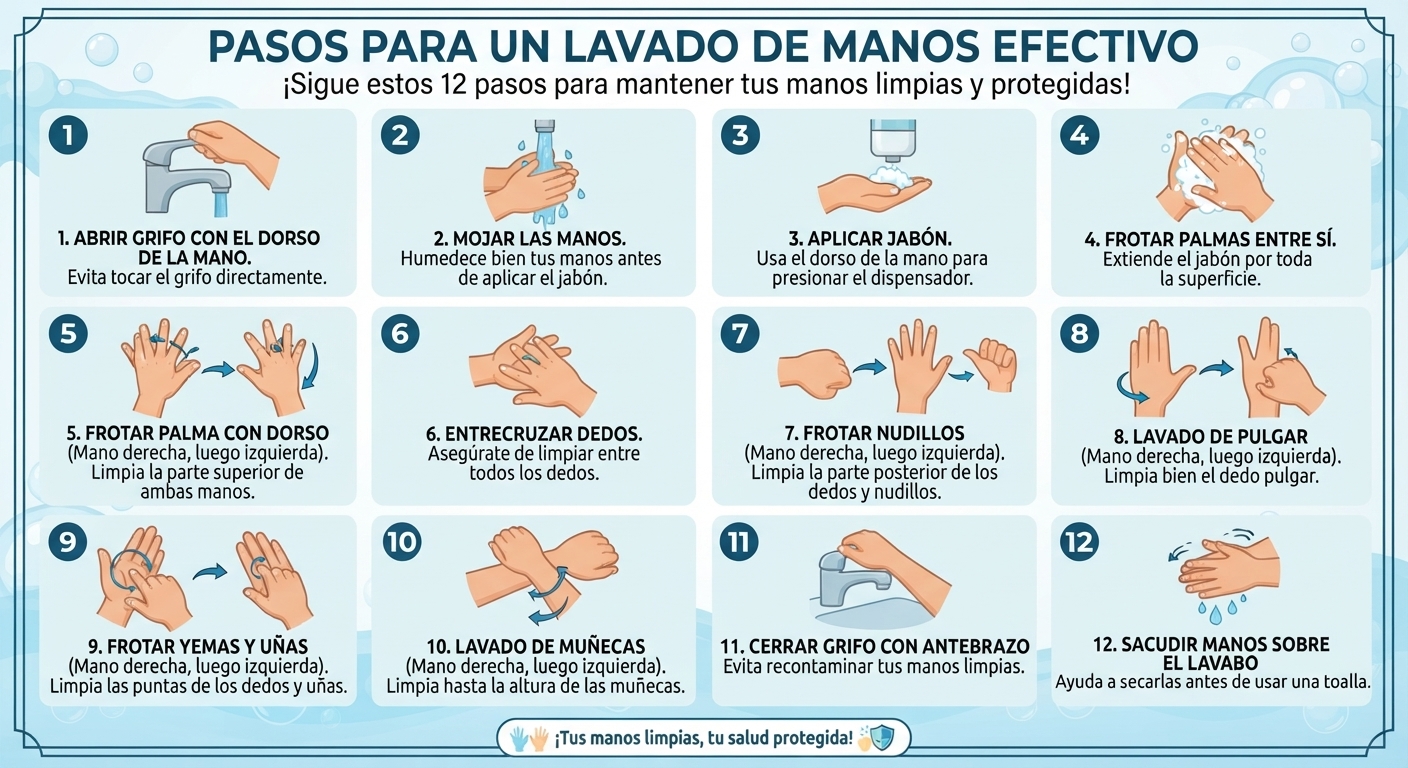 PASOS PARA UN LAVADO DE MANOS EFECTIVO
¡Sigue estos 12 pasos para mantener tus manos limpias y protegidas!
1
1. ABRIR GRIFO CON EL DORSO
DE LA MANO.
Evita tocar el grifo directamente.
2
2. MOJAR LAS MANOS.
Humedece bien tus manos antes
de aplicar el jabón.
3
3. APLICAR JABÓN.
Usa el dorso de la mano para
presionar el dispensador.
4
4. FROTAR PALMAS ENTRE SÍ.
Extiende el jabón por toda
la superficie.
5
5. FROTAR PALMA CON DORSO
(Mano derecha, luego izquierda).
Limpia la parte superior de
ambas manos.
6
6. ENTRECRUZAR DEDOS.
Asegúrate de limpiar entre
todos los dedos.
7
7. FROTAR NUDILLOS
(Mano derecha, luego izquierda).
Limpia la parte posterior de los
dedos y nudillos.
8
8. LAVADO DE PULGAR
(Mano derecha, luego izquierda).
Limpia bien el dedo pulgar.
9
9. FROTAR YEMAS Y UÑAS
(Mano derecha, luego izquierda).
Limpia las puntas de los dedos y uñas.
10
10. LAVADO DE MUÑECAS
(Mano derecha, luego izquierda).
Limpia hasta la altura de las muñecas.
11
11. CERRAR GRIFO CON ANTEBRAZO
Evita recontaminar tus manos limpias.
12
12. SACUDIR MANOS SOBRE
EL LAVABO
Ayuda a secarlas antes de usar una toalla.
¡Tus manos limpias, tu salud protegida!